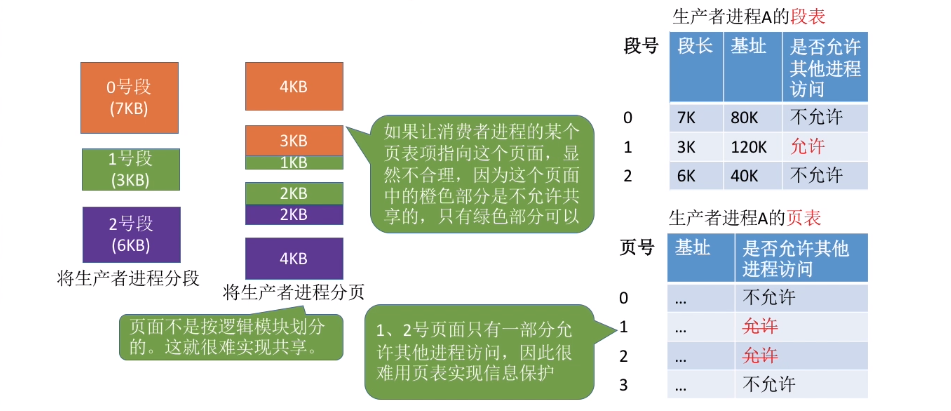 0号段
(7KB)
1号段
(3KB)
2号段
(6KB)
将生产者进程分段
4KB
3KB
1KB
2KB
2KB
4KB
将生产者进程分页
页面不是按逻辑模块划分
的。这就很难实现共享。
如果让消费者进程的某个
页表项指向这个页面，显
然不合理，因为这个页面
中的橙色部分是不允许共
享的，只有绿色部分可以
1、2号页面只有一部分允
许其他进程访问，因此很
难用页表实现信息保护
生产者进程A的段表
段号 段长 基址 是否允许
其他进程
访问
0 7K 80K 不允许
1 3K 120K 允许
2 6K 40K 不允许
生产者进程A的页表
页号 基址 是否允许其他
进程访问
0 ... 不允许
1 ... 允许
2 ... 允许
3 ... 不允许